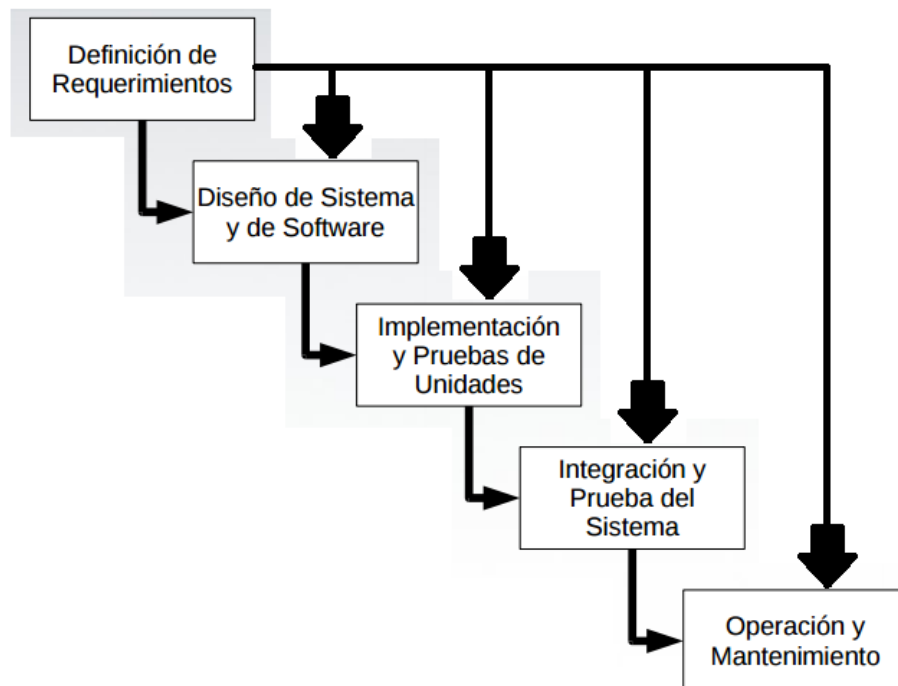 Definición de
Requerimientos
Diseño de Sistema
y de Software
Implementación
y Pruebas de
Unidades
Integración y
Prueba del
Sistema
Operación y
Mantenimiento